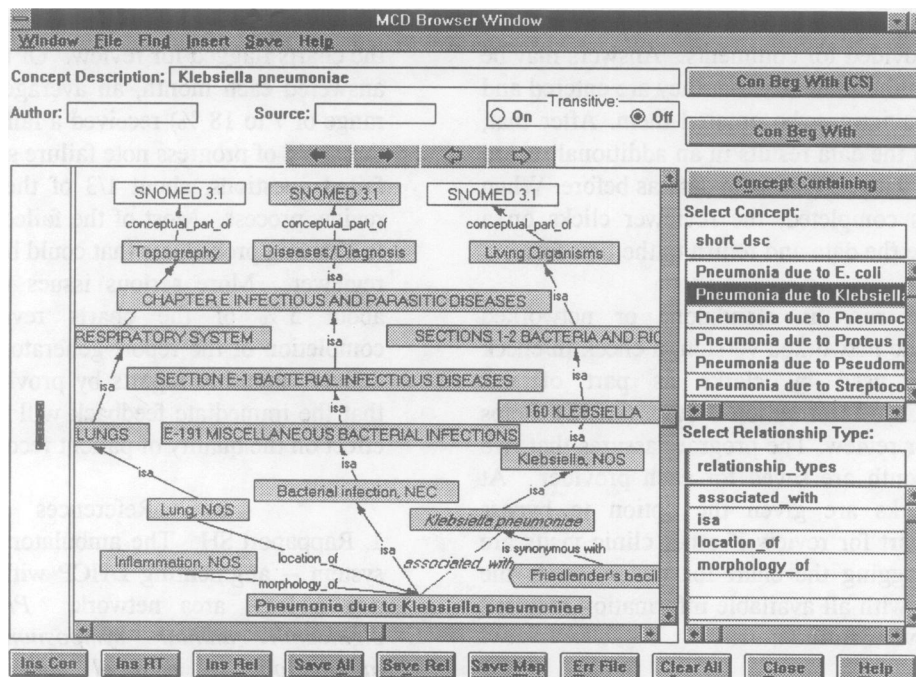 MCD Browser Window
Window File Find Insert Save Help
Concept Description: Klebsiella pneumoniae
Author:
Source:
Transitive:
On
Off
Con Beg With (CS)
Con Beg With
Concept Containing
Select Concept:
short_dsc
Pneumonia due to E. coli
Pneumonia due to Klebsiell
Pneumonia due to Pneumoc
Pneumonia due to Proteus n
Pneumonia due to Pseudom
Pneumonia due to Streptoco
Select Relationship Type:
relationship_types
associated_with
isa
location_of
morphology_of
SNOMED 3.1
SNOMED 3.1
SNOMED 3.1
conceptual_part_of
conceptual_part_of
conceptual_part_of
Topography
Diseases/Diagnosis
Living Organisms
isa
isa
CHAPTER E INFECTIOUS AND PARASITIC DISEASES
isa
isa
RESPIRATORY SYSTEM
SECTIONS 1-2 BACTERIA AND RIC
isa
SECTION E-1 BACTERIAL INFECTIOUS DISEASES
isa
isa
160 KLEBSIELLA
LUNGS
E-191 MISCELLANEOUS BACTERIAL INFECTIONS
isa
Klebsiella, NOS
isa
isa
isa
Bacterial infection, NEC
Lung, NOS
Klebsiella pneumoniae
isa
is synonymous with
location_of
associated_with
Inflammation, NOS
Friedlander's bacil
morphology_of
Pneumonia due to Klebsiella pneumoniae
Ins Con
Ins RT
Ins Rel
Save All
Save Rel
Save Map
Err File
Clear All
Close
Help